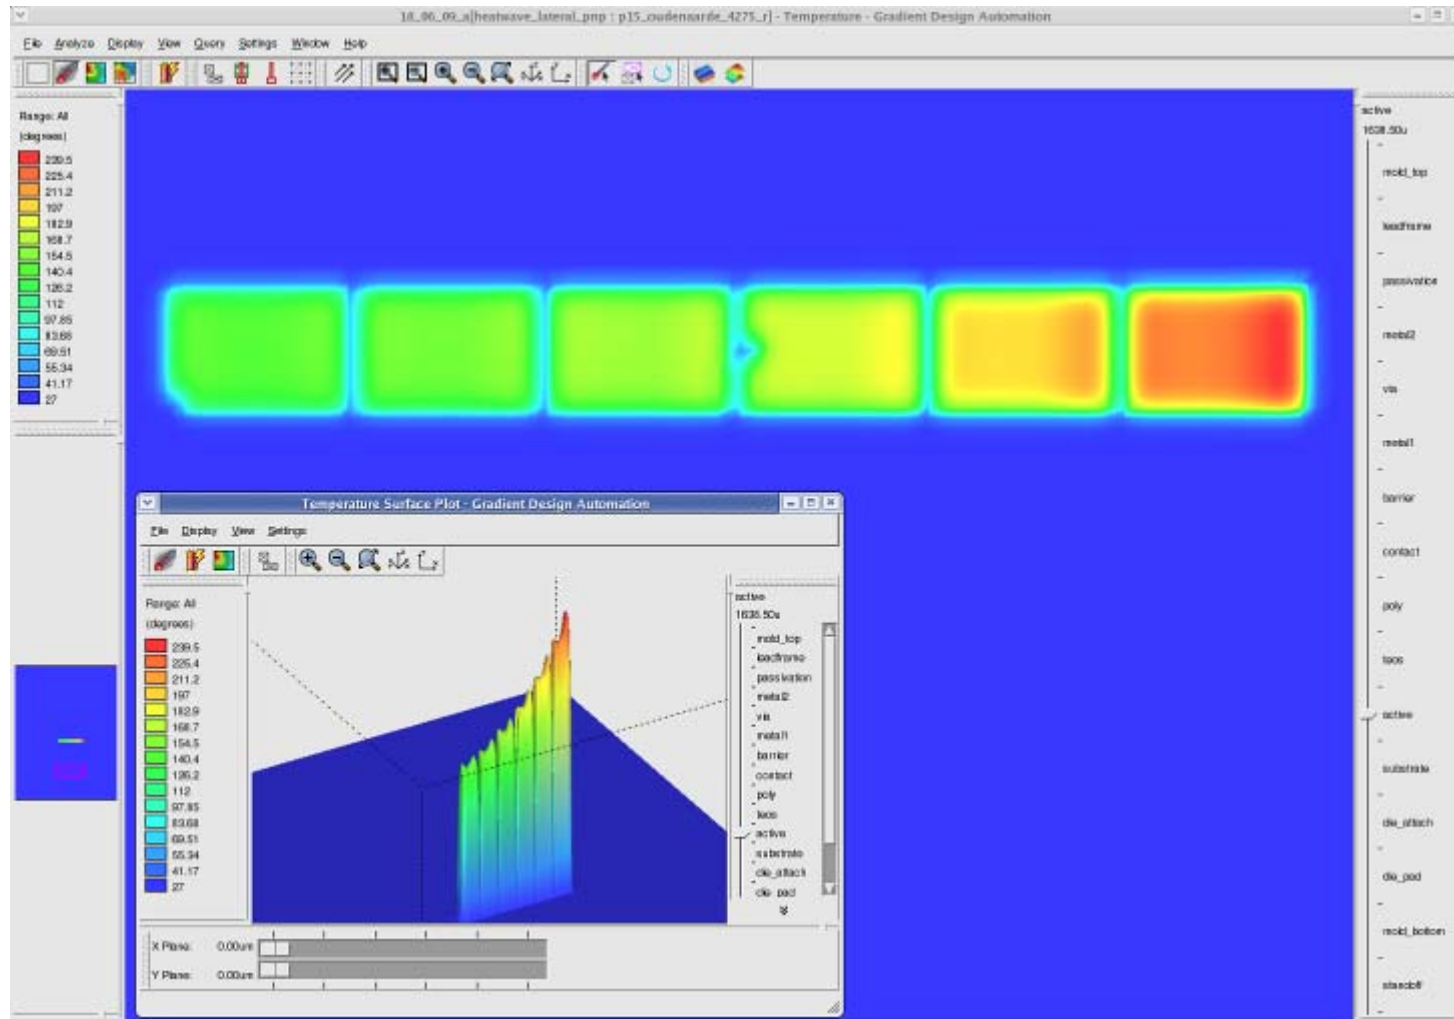 18_06_09_a[heatwave_lateral_pnp : p15_oudenaarde_4275_r] - Temperature - Gradient Design Automation
File Analyze Display View Query Settings Window Help
Range: All
(degrees)
239.5
225.4
211.2
197
182.9
168.7
154.5
140.4
126.2
112
97.85
83.68
69.51
55.34
41.17
27
active
1638.50u
mold_top
leadframe
passivation
metal2
via
metal1
barrier
contact
poly
teos
active
substrate
die_attach
die_pad
mold_bottom
standoff
Temperature Surface Plot - Gradient Design Automation
File Display View Settings
Range: All
(degrees)
239.5
225.4
211.2
197
182.9
168.7
154.5
140.4
126.2
112
97.85
83.68
69.51
55.34
41.17
27
active
1638.50u
mold_top
leadframe
passivation
metal2
via
metal1
barrier
contact
poly
teos
active
substrate
die_attach
die_pad
X Plane: 0.00um
Y Plane: 0.00um